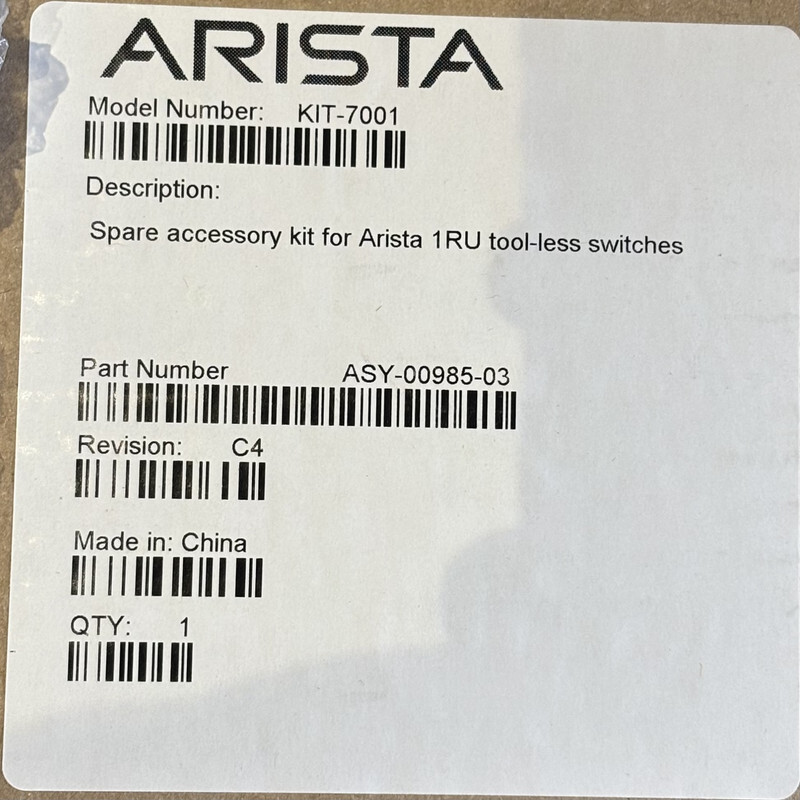 ARISTA
Model Number: KIT-7001
Description:
Spare accessory kit for Arista 1RU tool-less switches
Part Number ASY-00985-03
Revision: C4
Made in: China
QTY: 1